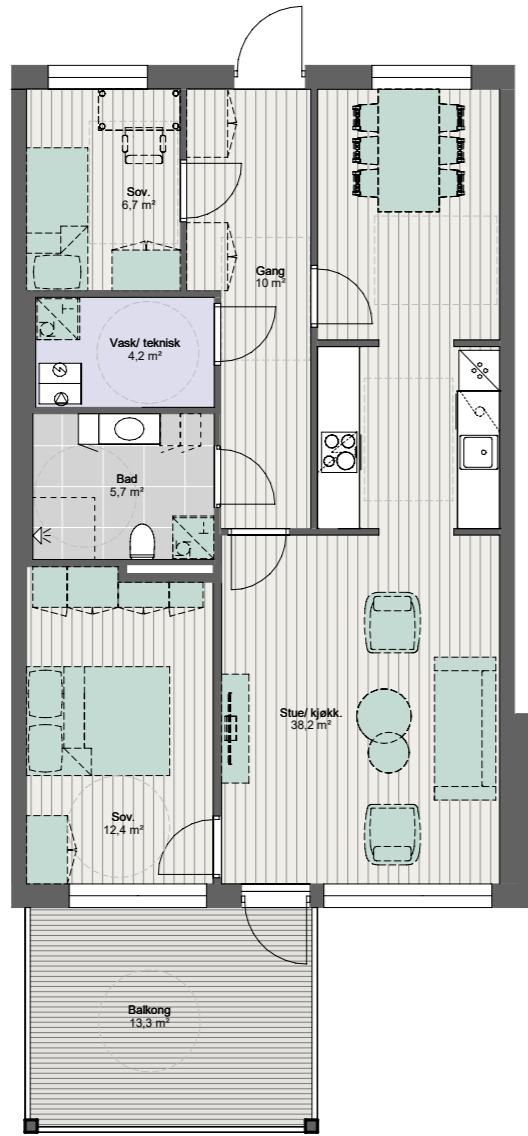 Sov.
6,7 m²
Gang
10 m²
Vask/ teknisk
4,2 m²
Bad
5,7 m²
Stue/ kjøkk.
38,2 m²
Sov.
12,4 m²
Balkong
13,3 m²